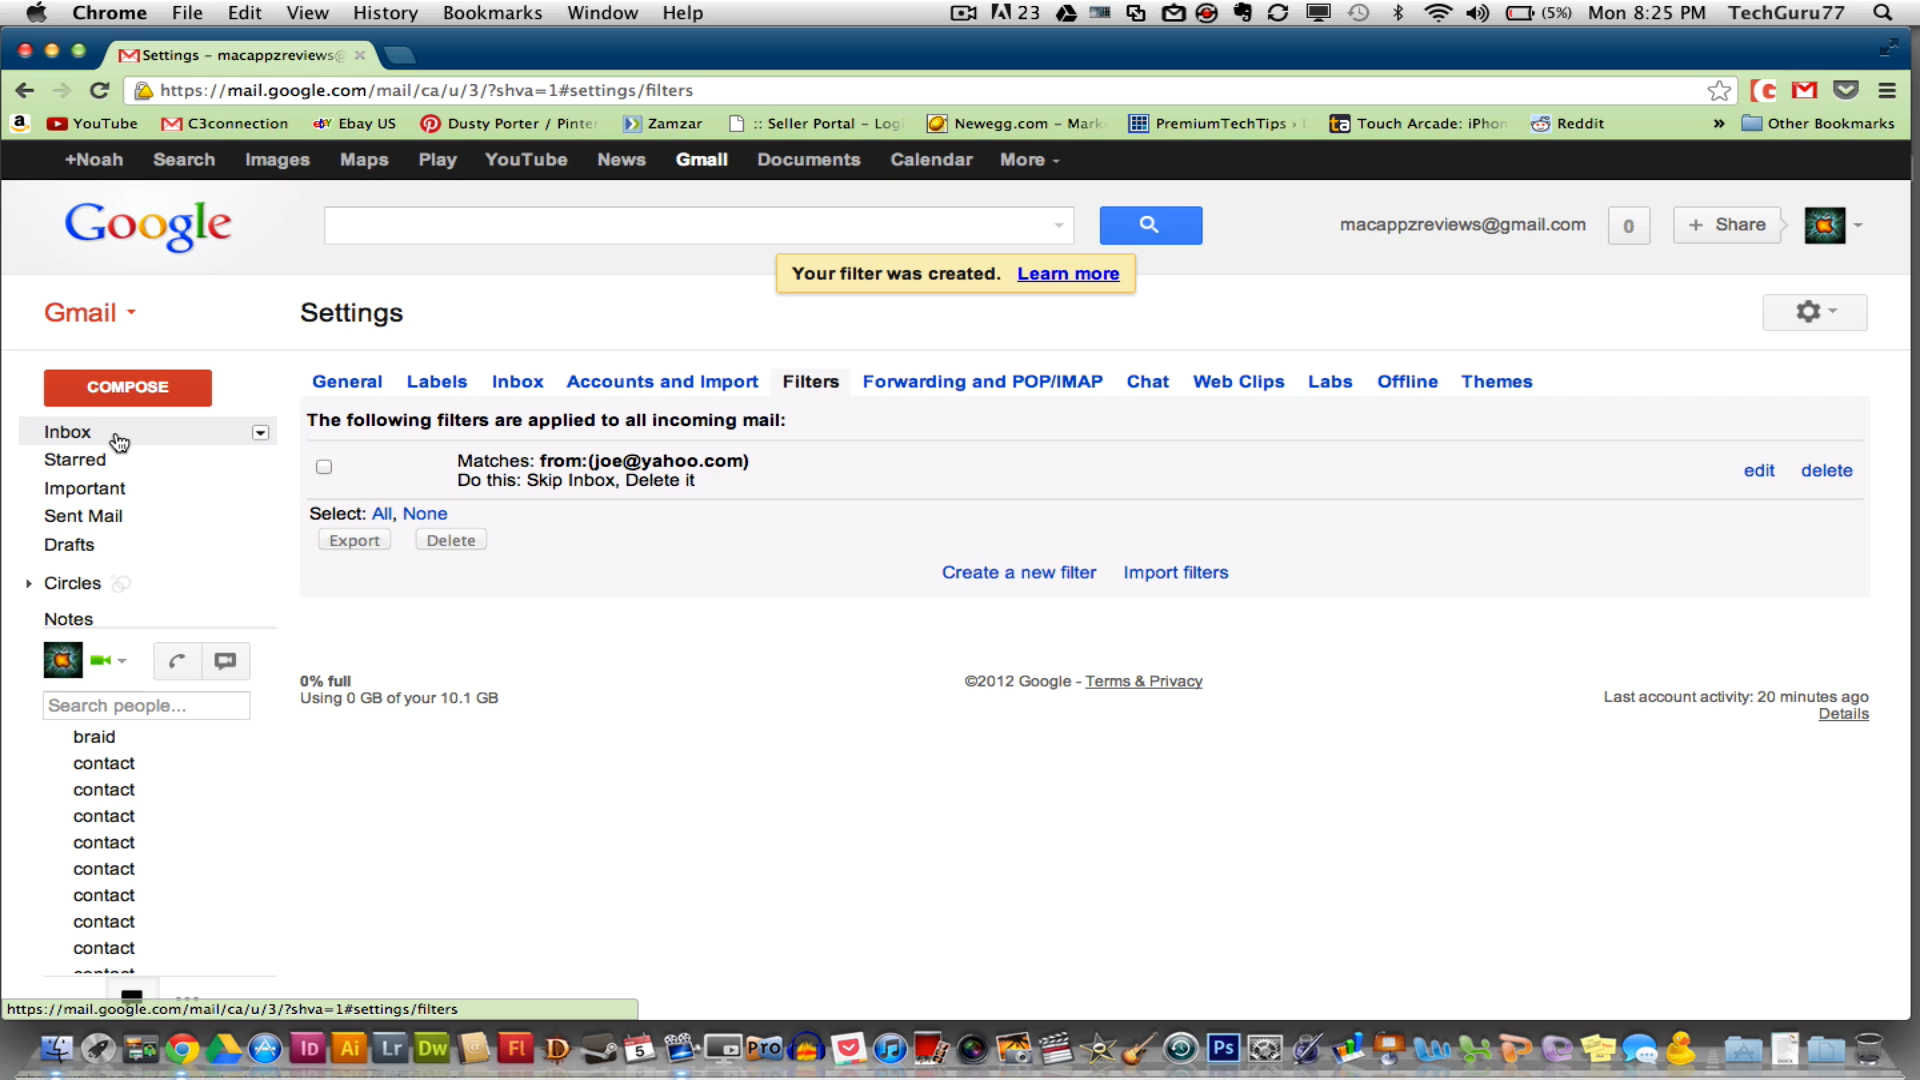 Chrome File Edit View History Bookmarks Window Help 23 (5%) Mon 8:25 PM TechGuru77
Settings – macappzreviews@
https://mail.google.com/mail/ca/u/3/?shva=1#settings/filters
YouTube C3connection Ebay US Dusty Porter / Pinter Zamzar :: Seller Portal – Log Newegg.com – Mark PremiumTechTips › Touch Arcade: iPhon Reddit » Other Bookmarks
+Noah Search Images Maps Play YouTube News Gmail Documents Calendar More
Google macappzreviews@gmail.com 0 + Share
Your filter was created. Learn more
Gmail Settings
COMPOSE
General Labels Inbox Accounts and Import Filters Forwarding and POP/IMAP Chat Web Clips Labs Offline Themes
The following filters are applied to all incoming mail:
Inbox
Starred
Important
Sent Mail
Drafts
Circles
Notes
Matches: from:(joe@yahoo.com)
Do this: Skip Inbox, Delete it
edit delete
Select: All, None
Export Delete
Create a new filter Import filters
0% full
Using 0 GB of your 10.1 GB
©2012 Google - Terms & Privacy
Last account activity: 20 minutes ago
Details
Search people...
braid
contact
contact
contact
contact
contact
contact
contact
contact
https://mail.google.com/mail/ca/u/3/?shva=1#settings/filters
Id Ai Lr Dw Fl 5 Pro Ps